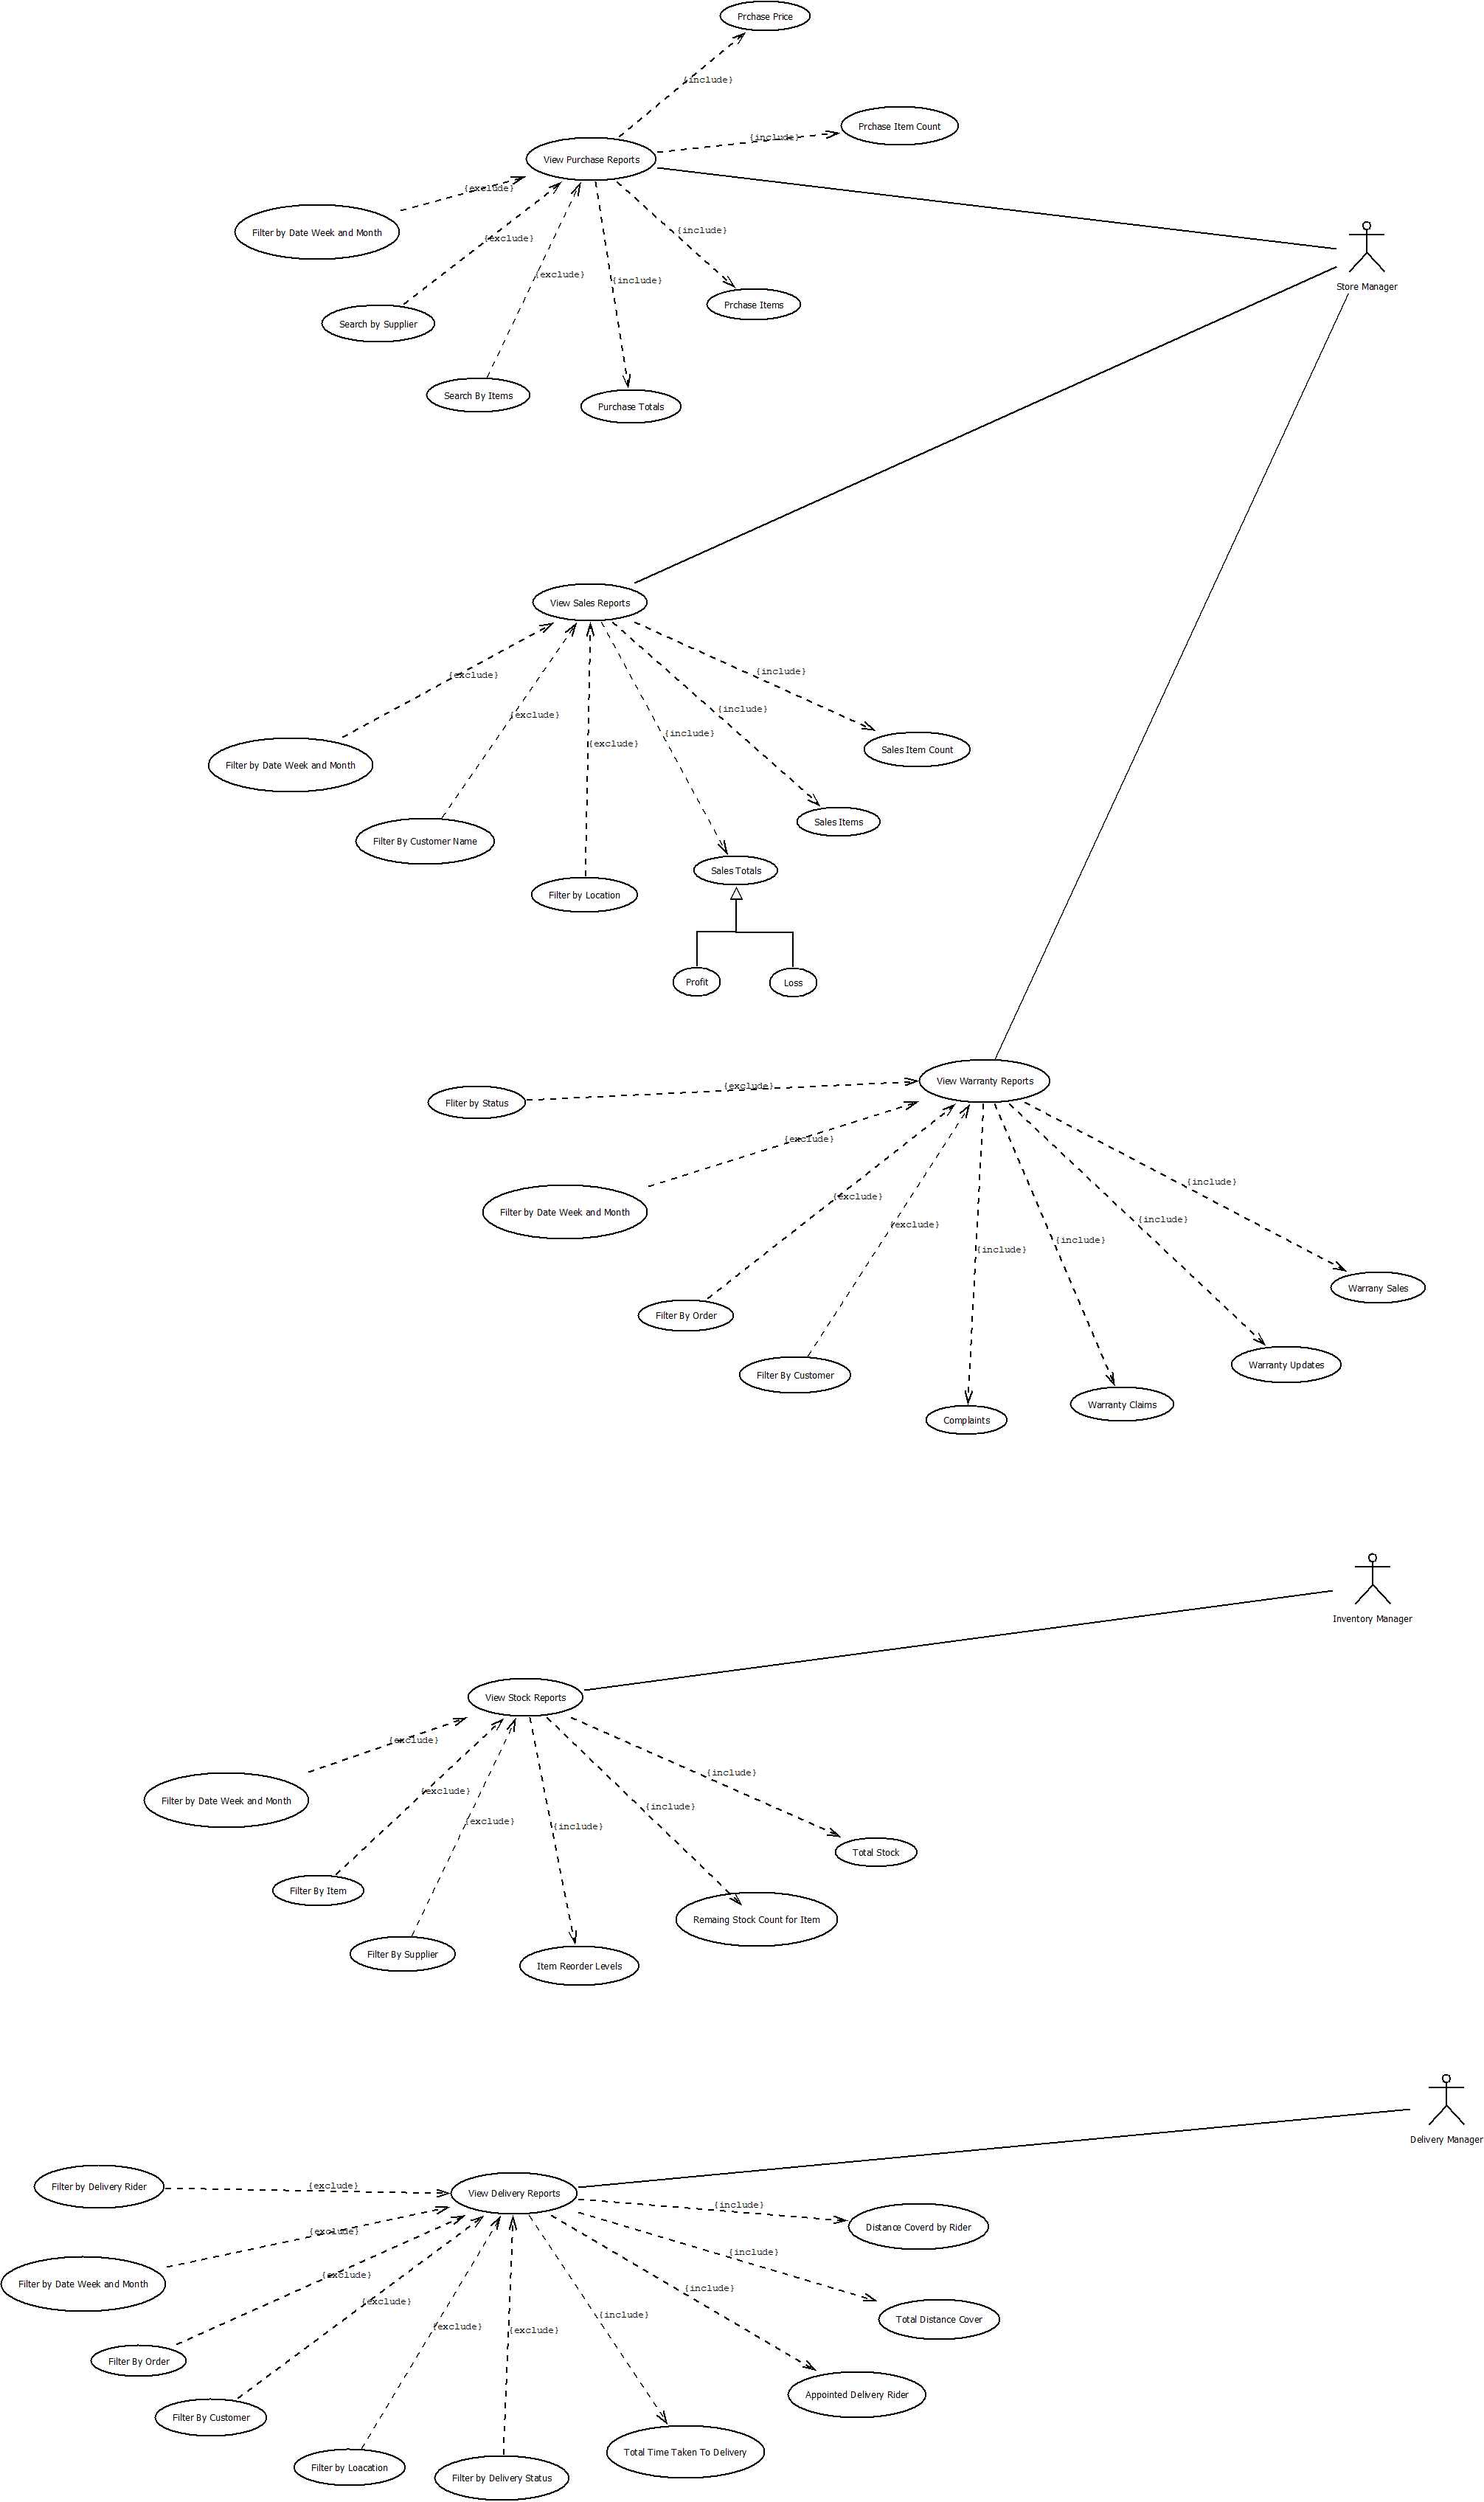 Prchase Price
{include}
Prchase Item Count
{include}
View Purchase Reports
{exclude}
Filter by Date Week and Month
{exclude}
{include}
{exclude}
{include}
Store Manager
Prchase Items
Search by Supplier
Search By Items
Purchase Totals
View Sales Reports
{exclude}
{include}
{exclude}
{include}
{exclude}
{include}
Sales Item Count
Filter by Date Week and Month
Sales Items
Filter By Customer Name
Sales Totals
Filter by Location
Profit
Loss
View Warranty Reports
{exclude}
Fliter by Status
{exclude}
{include}
{exclude}
Filter by Date Week and Month
{include}
{exclude}
{include}
{include}
Warrany Sales
Filter By Order
Warranty Updates
Filter By Customer
Warranty Claims
Complaints
Inventory Manager
View Stock Reports
{exclude}
{include}
{exclude}
Filter by Date Week and Month
{include}
{exclude}
{include}
Total Stock
Filter By Item
Remaing Stock Count for Item
Filter By Supplier
Item Reorder Levels
Delivery Manager
Filter by Delivery Rider
{exclude}
View Delivery Reports
{include}
Distance Coverd by Rider
{exclude}
{include}
{exclude}
Filter by Date Week and Month
{include}
{exclude}
{include}
Total Distance Cover
{exclude}
{exclude}
Filter By Order
Appointed Delivery Rider
Filter By Customer
Total Time Taken To Delivery
Filter by Loacation
Filter by Delivery Status